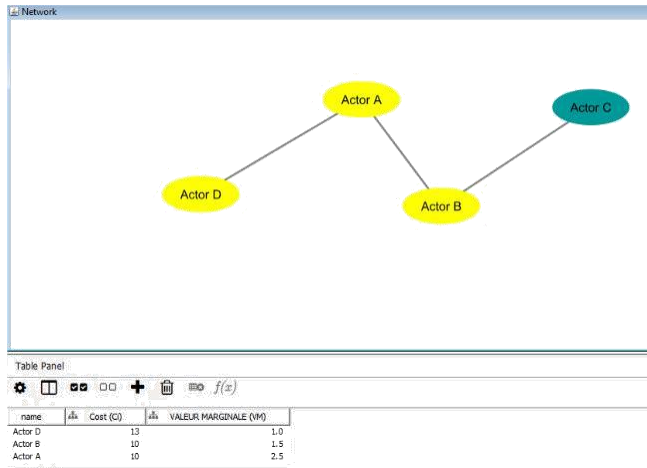 Network
Actor A
Actor C
Actor D
Actor B
Table Panel
f(x)
name Cost (Ci) VALEUR MARGINALE (VM)
Actor D 13 1.0
Actor B 10 1.5
Actor A 10 2.5